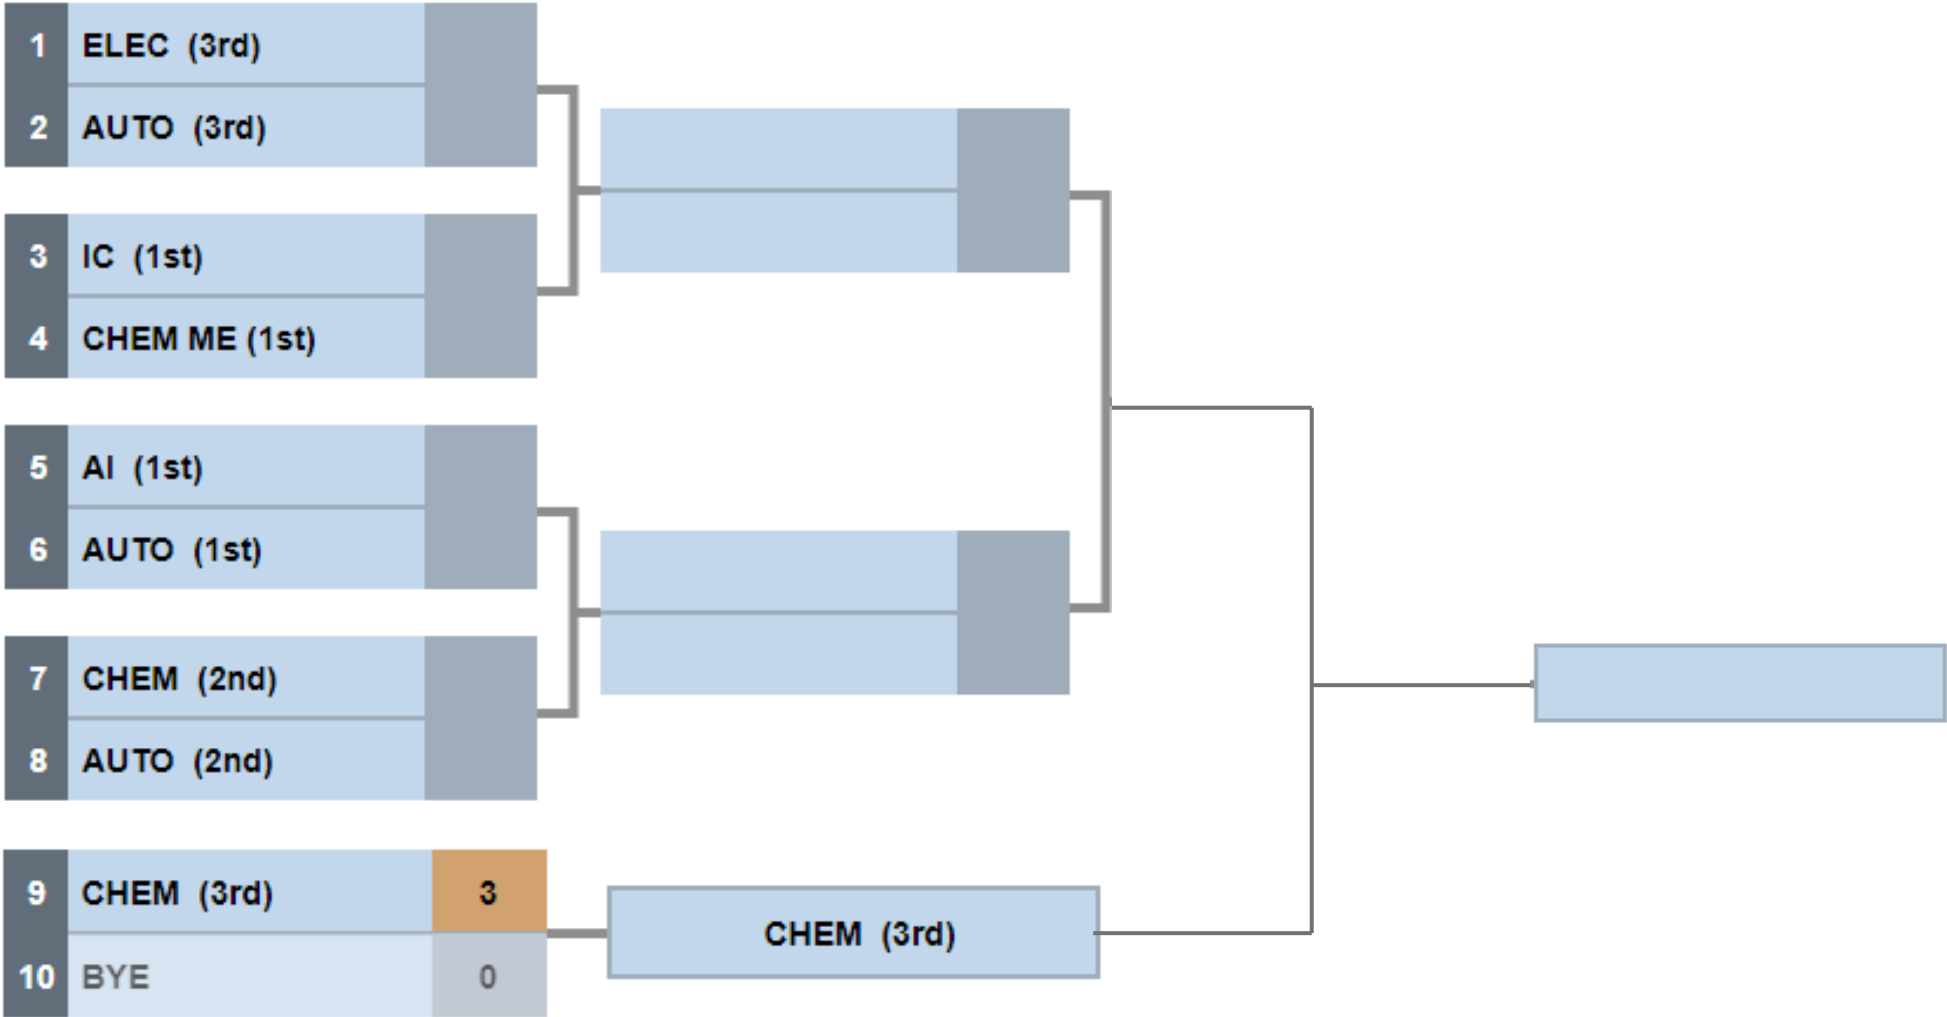 1 ELEC (3rd)
2 AUTO (3rd)
3 IC (1st)
4 CHEM ME (1st)
5 AI (1st)
6 AUTO (1st)
7 CHEM (2nd)
8 AUTO (2nd)
9 CHEM (3rd) 3
10 BYE 0
CHEM (3rd)